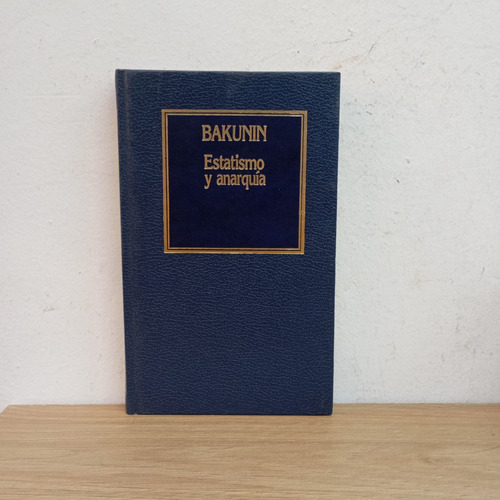 BAKUNIN
Estatismo
y anarquía